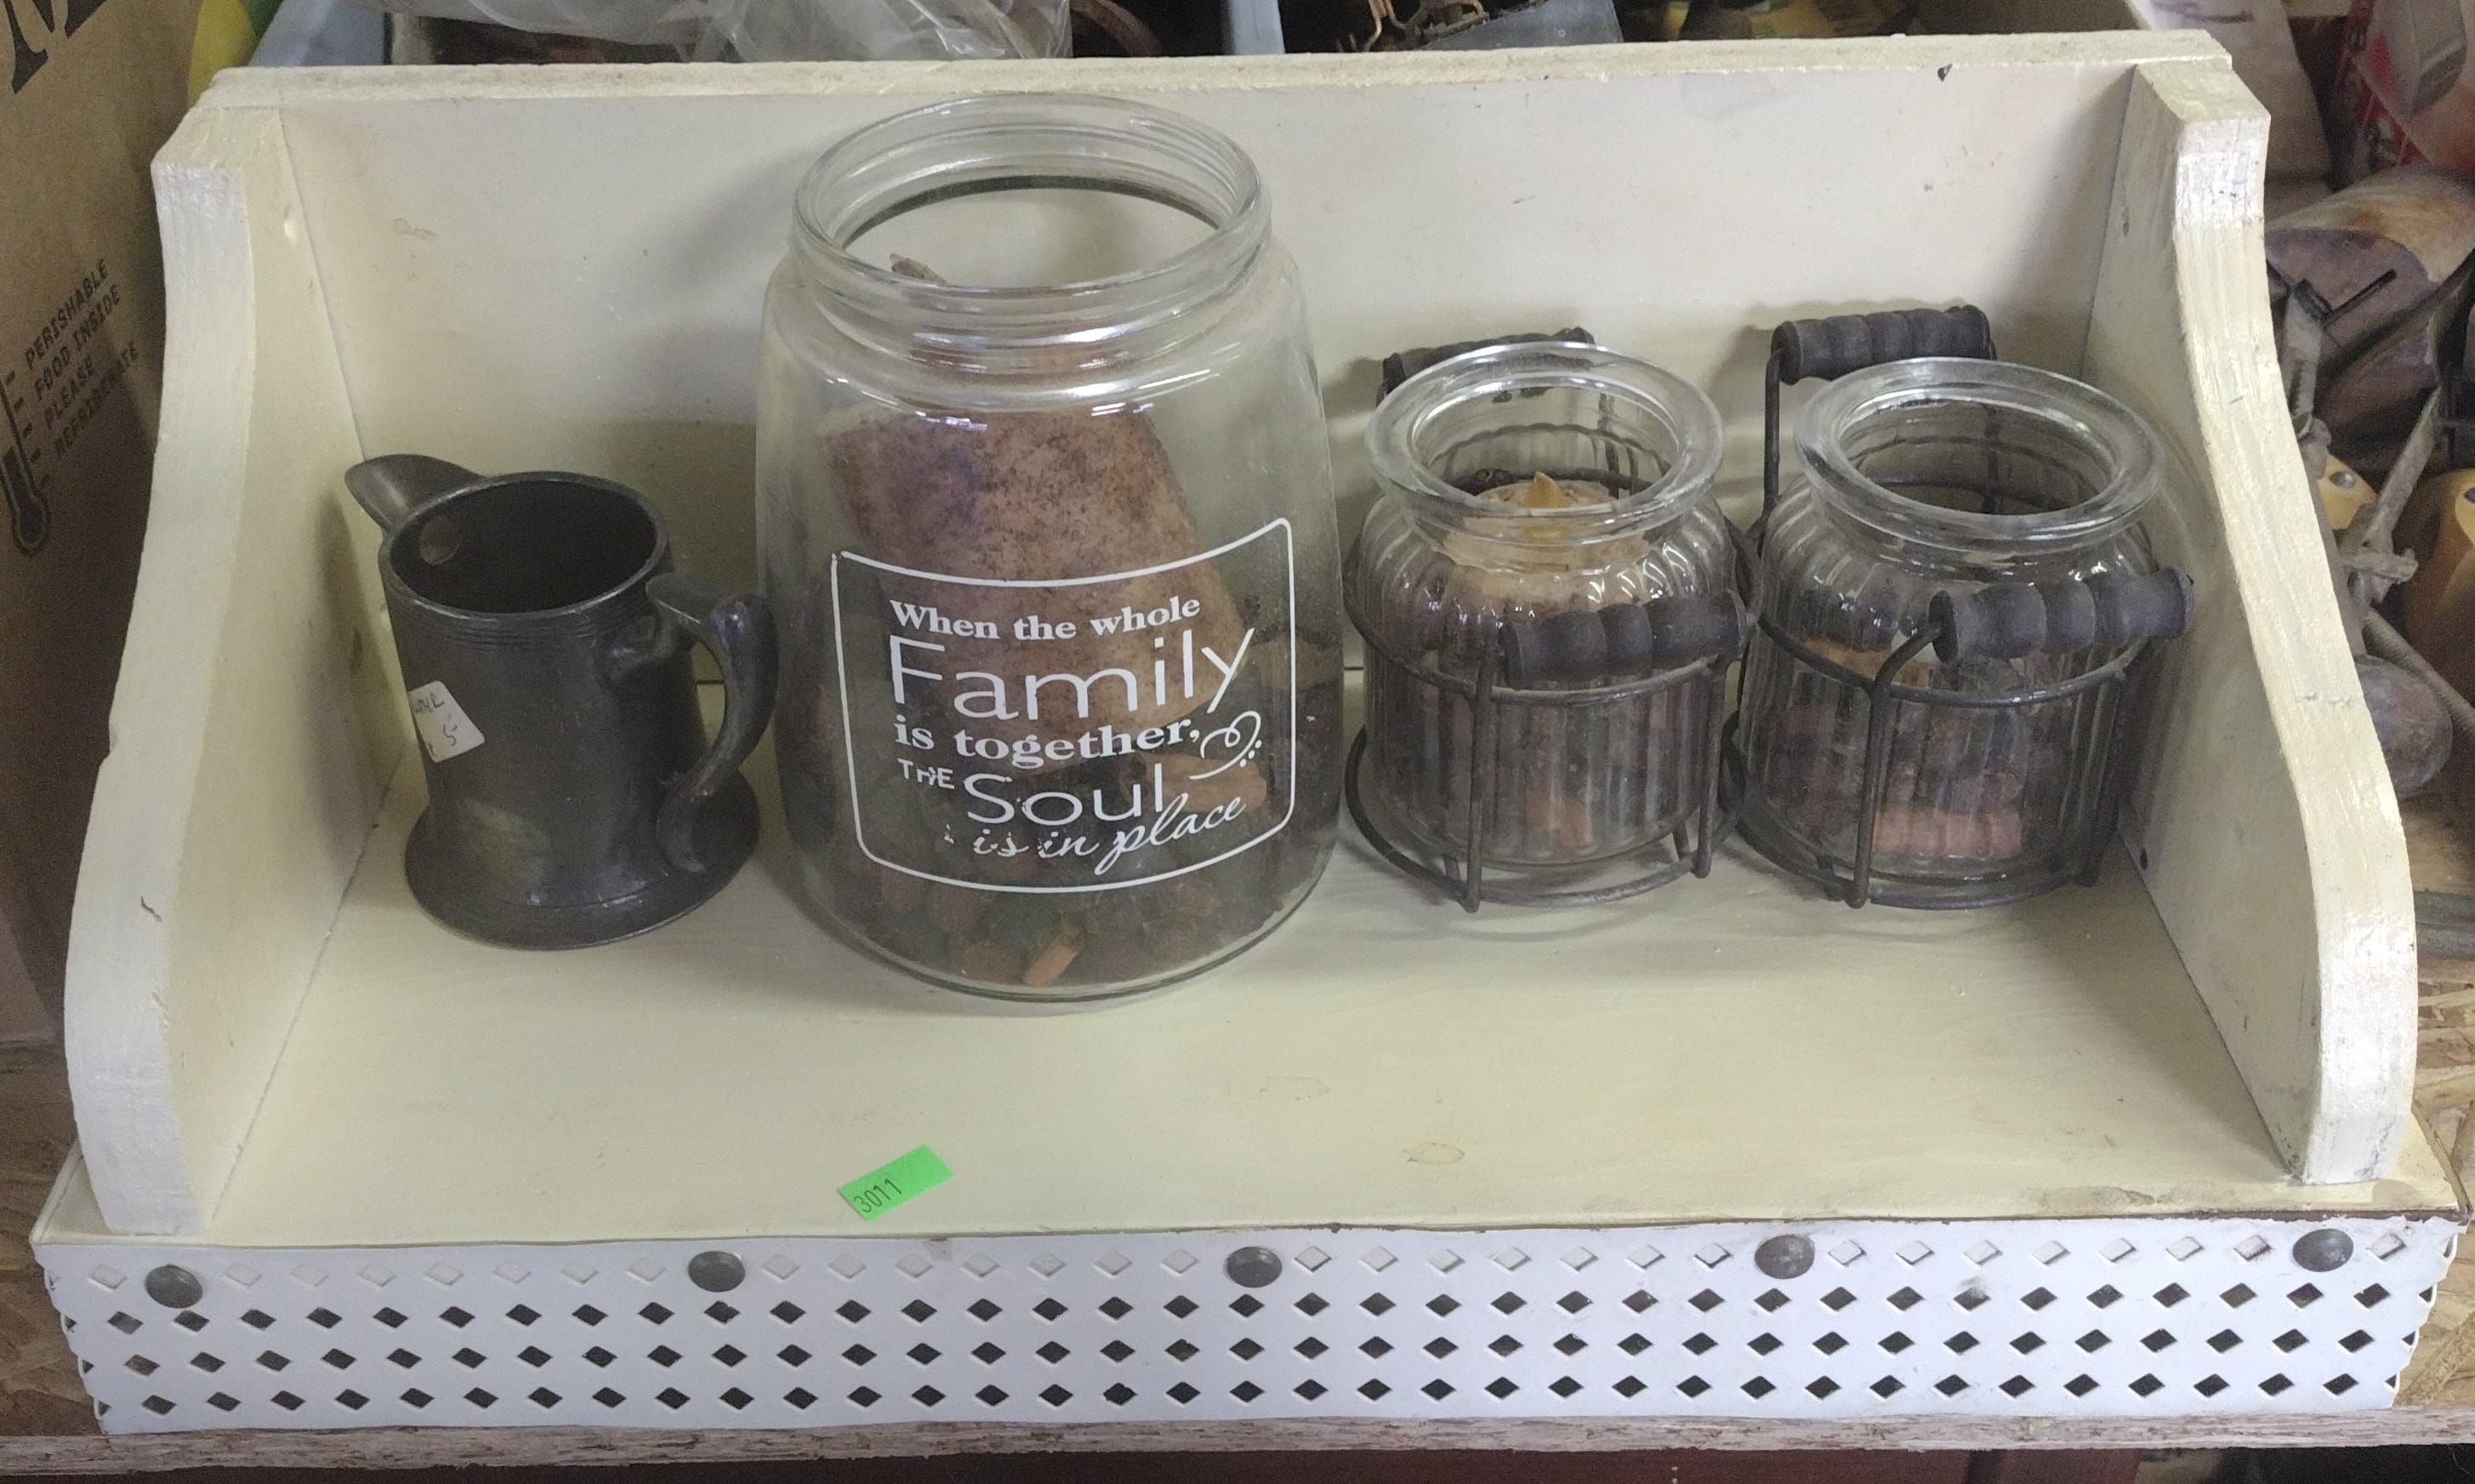 PERISHABLE
FOOD INSIDE
PLEASE
REFRIGERATE
When the whole
Family
is together,
THE Soul
is in place
3011